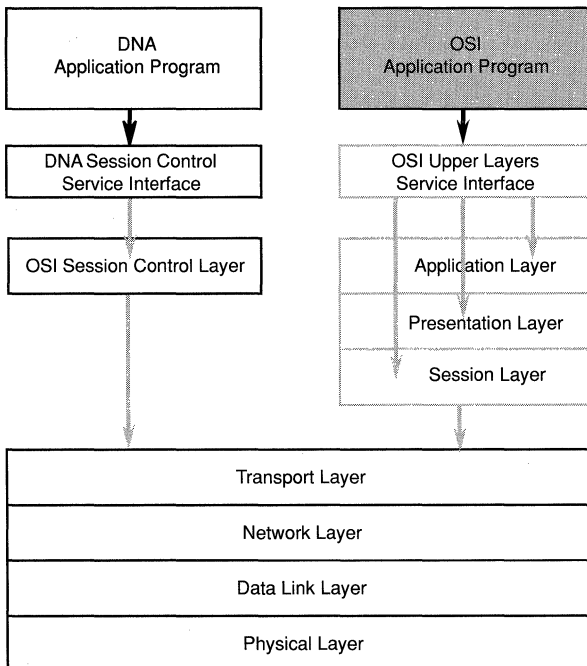 DNA
Application Program
OSI
Application Program
DNA Session Control
Service Interface
OSI Upper Layers
Service Interface
OSI Session Control Layer
Application Layer
Presentation Layer
Session Layer
Transport Layer
Network Layer
Data Link Layer
Physical Layer